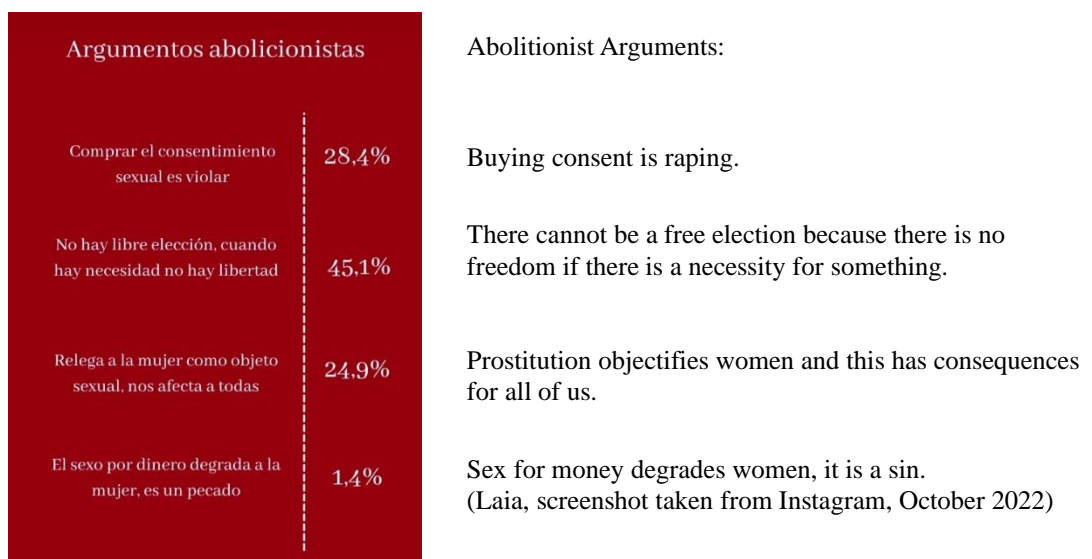 Argumentos abolicionistas
Abolitionist Arguments:
Comprar el consentimiento
sexual es violar
28,4%
Buying consent is raping.
No hay libre elección, cuando
hay necesidad no hay libertad
45,1%
There cannot be a free election because there is no
freedom if there is a necessity for something.
Relega a la mujer como objeto
sexual, nos afecta a todas
24,9%
Prostitution objectifies women and this has consequences
for all of us.
El sexo por dinero degrada a la
mujer, es un pecado
1,4%
Sex for money degrades women, it is a sin.
(Laia, screenshot taken from Instagram, October 2022)